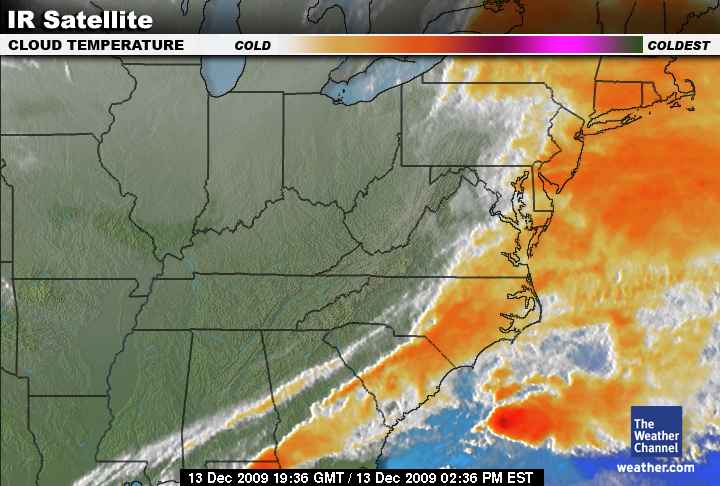 IR Satellite
CLOUD TEMPERATURE COLD COLDEST
The
Weather
Channel
weather.com
13 Dec 2009 19:36 GMT / 13 Dec 2009 02:36 PM EST